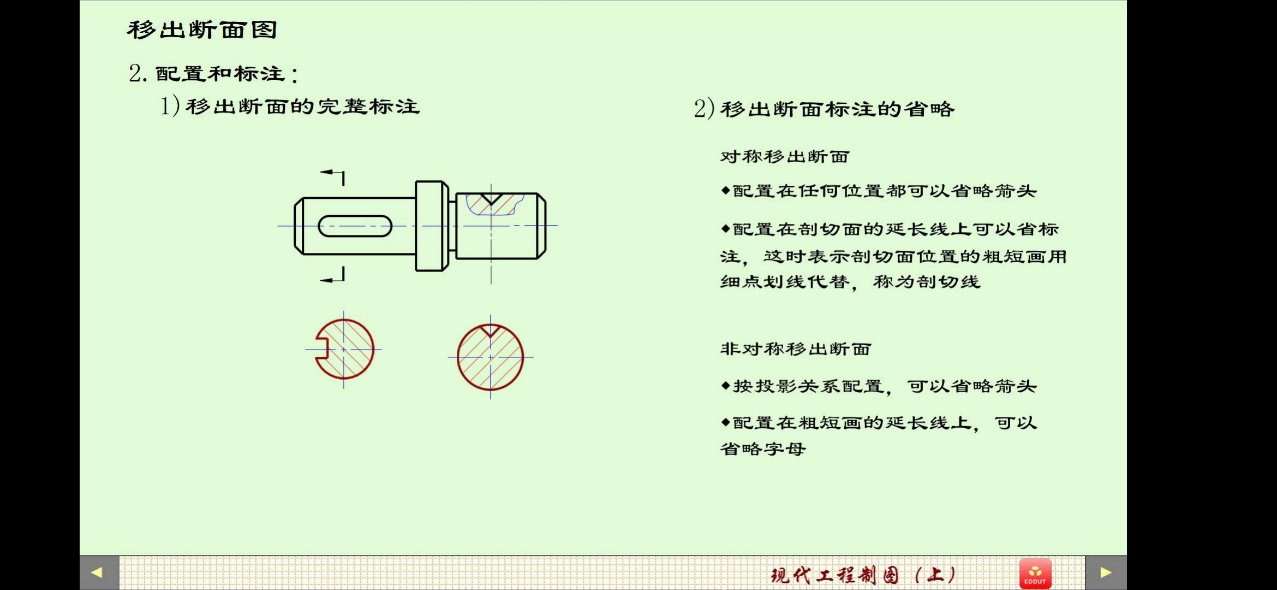 移出断面图
2. 配置和标注：
1)移出断面的完整标注
2)移出断面标注的省略
对称移出断面
◆配置在任何位置都可以省略箭头
◆配置在剖切面的延长线上可以省标
注，这时表示剖切面位置的粗短画用
细点划线代替，称为剖切线
非对称移出断面
◆按投影关系配置，可以省略箭头
◆配置在粗短画的延长线上，可以
省略字母
现代工程制图（上）
EDDUT